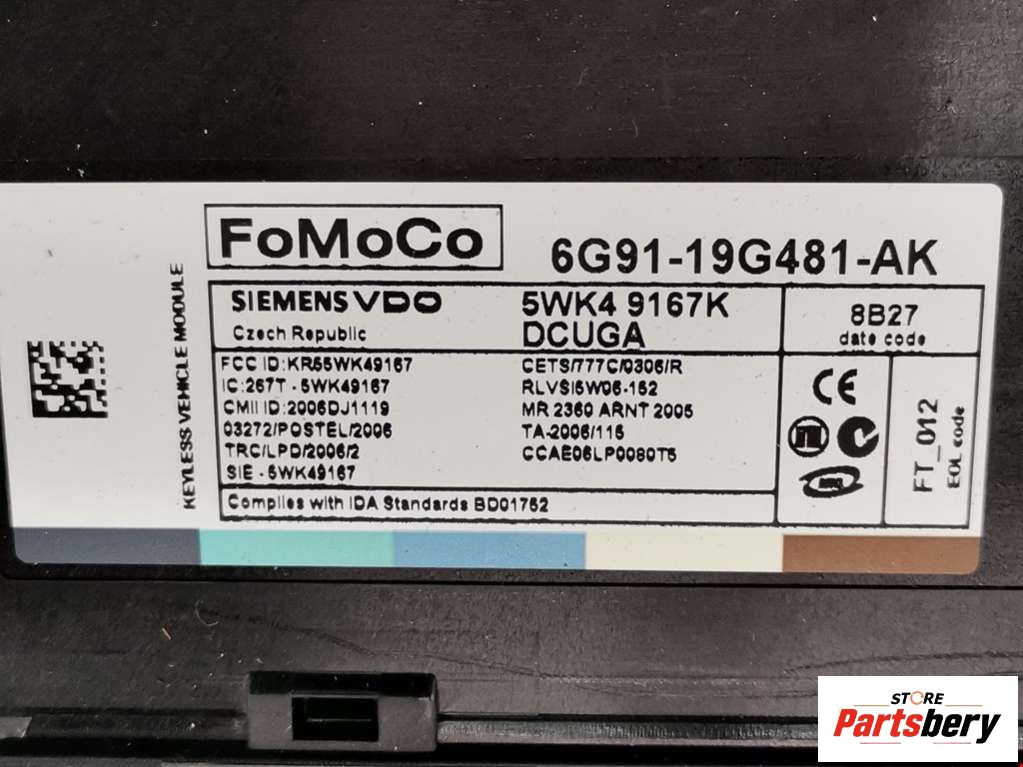 FoMoCo
6G91-19G481-AK
SIEMENS VDO
Czech Republic
5WK4 9167K
DCUGA
8B27
date code
KEYLESS VEHICLE MODULE
FCC ID:KR55WK49167
IC:267T - 5WK49167
CMII ID:2006DJ1119
03272/POSTEL/2006
TRC/LPD/2006/2
SIE - 5WK49167
CETS/777C/0306/R
RLVSI5W06-152
MR 2360 ARNT 2005
TA-2006/115
CCAE06LP0080T5
CE
FT_012
EOL code
Complies with IDA Standards BD01752
STORE
Partsbery